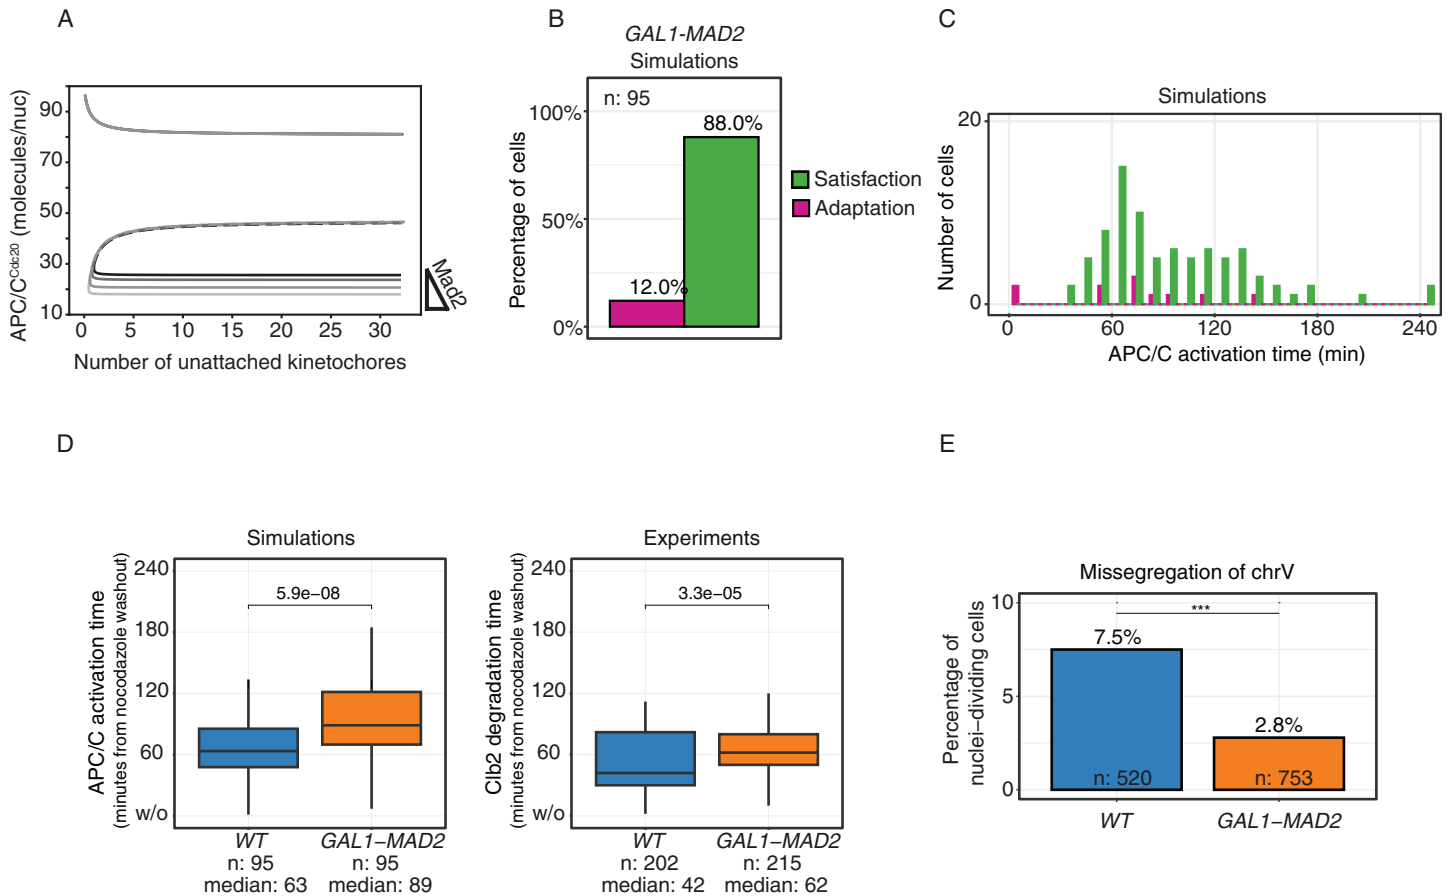 A
APC/C^Cdc20 (molecules/nuc)
90
70
50
30
10
0 5 10 15 20 25 30
Number of unattached kinetochores
Mad2
B
GAL1-MAD2
Simulations
n: 95
Percentage of cells
100%
50%
0%
88.0%
12.0%
Satisfaction
Adaptation
C
Simulations
Number of cells
20
0
0 60 120 180 240
APC/C activation time (min)
D
Simulations
APC/C activation time
(minutes from nocodazole washout)
240
180
120
60
w/o
5.9e−08
WT GAL1−MAD2
n: 95 n: 95
median: 63 median: 89
Experiments
Clb2 degradation time
(minutes from nocodazole washout)
240
180
120
60
w/o
3.3e−05
WT GAL1−MAD2
n: 202 n: 215
median: 42 median: 62
E
Missegregation of chrV
Percentage of
nuclei−dividing cells
10
5
0
***
7.5%
2.8%
n: 520 n: 753
WT GAL1−MAD2